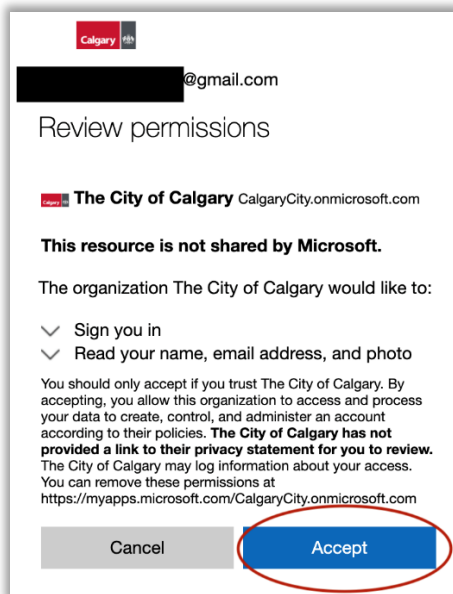 Calgary
@gmail.com
Review permissions
Calgary The City of Calgary CalgaryCity.onmicrosoft.com
This resource is not shared by Microsoft.
The organization The City of Calgary would like to:
Sign you in
Read your name, email address, and photo
You should only accept if you trust The City of Calgary. By
accepting, you allow this organization to access and process
your data to create, control, and administer an account
according to their policies. The City of Calgary has not
provided a link to their privacy statement for you to review.
The City of Calgary may log information about your access.
You can remove these permissions at
https://myapps.microsoft.com/CalgaryCity.onmicrosoft.com
Cancel Accept